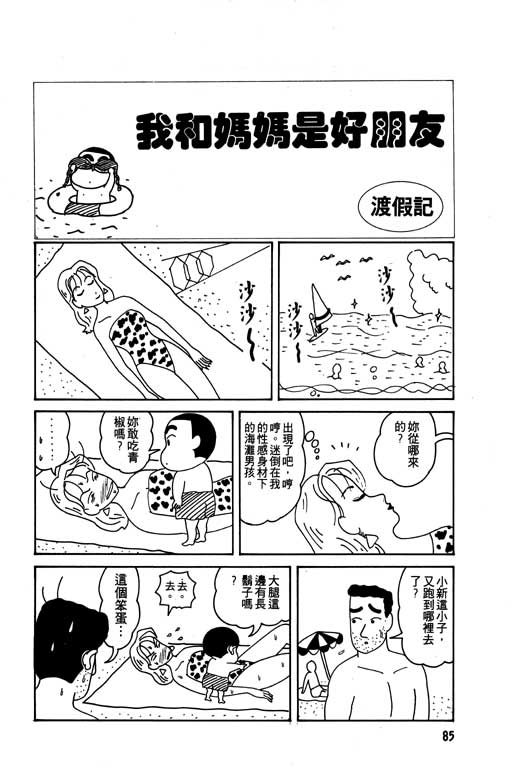 我和媽媽是好朋友
渡假記
沙沙～
沙沙～
沙沙～
妳從哪來
的？
出現了吧，哼
哼。迷倒在我
的性感身材下
的海灘男孩。
妳敢吃青
椒嗎？
……
小新這小子，
又跑到哪裡去
了？
大腿這
邊有長
鬍子嗎
？
去。
去。
這個笨蛋…
85